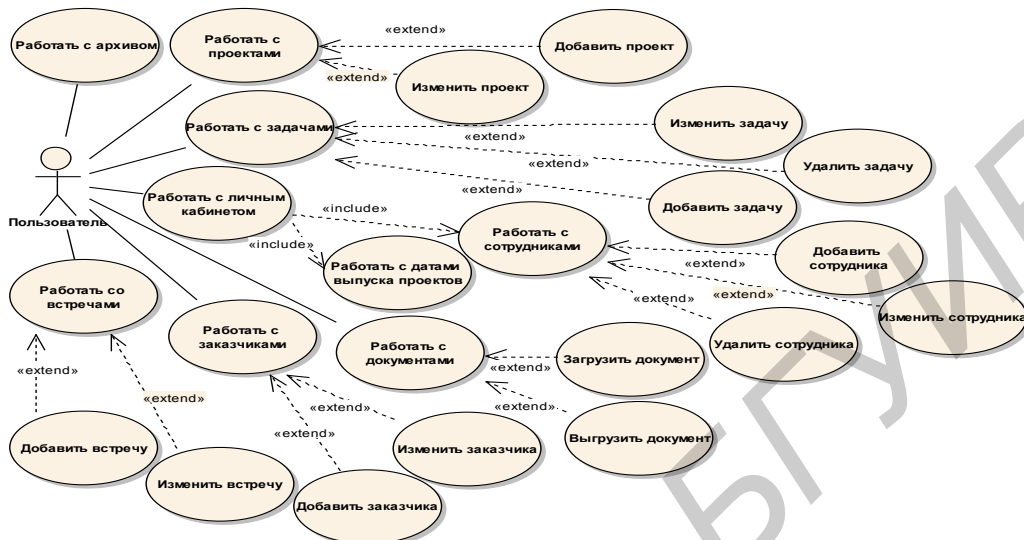 Работать с архивом
Работать с
проектами
«extend»
Добавить проект
«extend»
Изменить проект
Работать с задачами
«extend»
Изменить задачу
«extend»
Удалить задачу
«extend»
Добавить задачу
Пользователь
Работать с личным
кабинетом
«include»
«include»
Работать с
сотрудниками
Работать с датами
выпуска проектов
«extend»
Добавить
сотрудника
«extend»
Изменить сотрудника
«extend»
Удалить сотрудника
Работать со
встречами
Работать с
заказчиками
Работать с
документами
«extend»
Загрузить документ
«extend»
Выгрузить документ
«extend»
Добавить встречу
«extend»
Изменить встречу
«extend»
Изменить заказчика
«extend»
Добавить заказчика
БГУИР